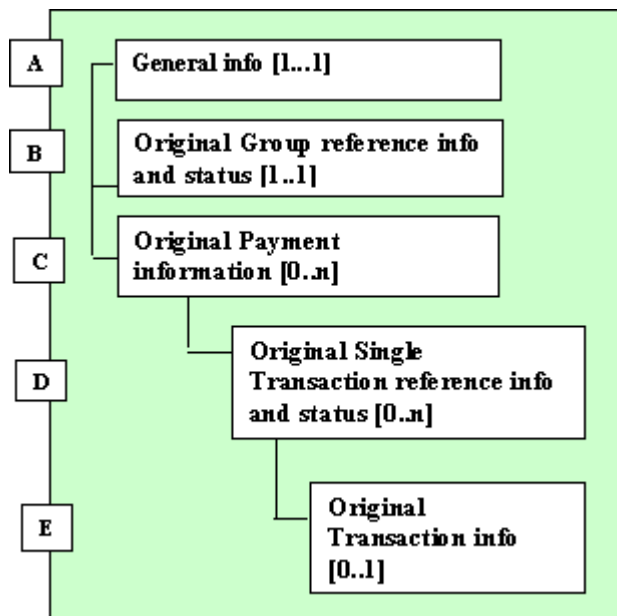 A
General info [1...1]
B
Original Group reference info
and status [1..1]
C
Original Payment
information [0..n]
D
Original Single
Transaction reference info
and status [0..n]
E
Original
Transaction info
[0..1]